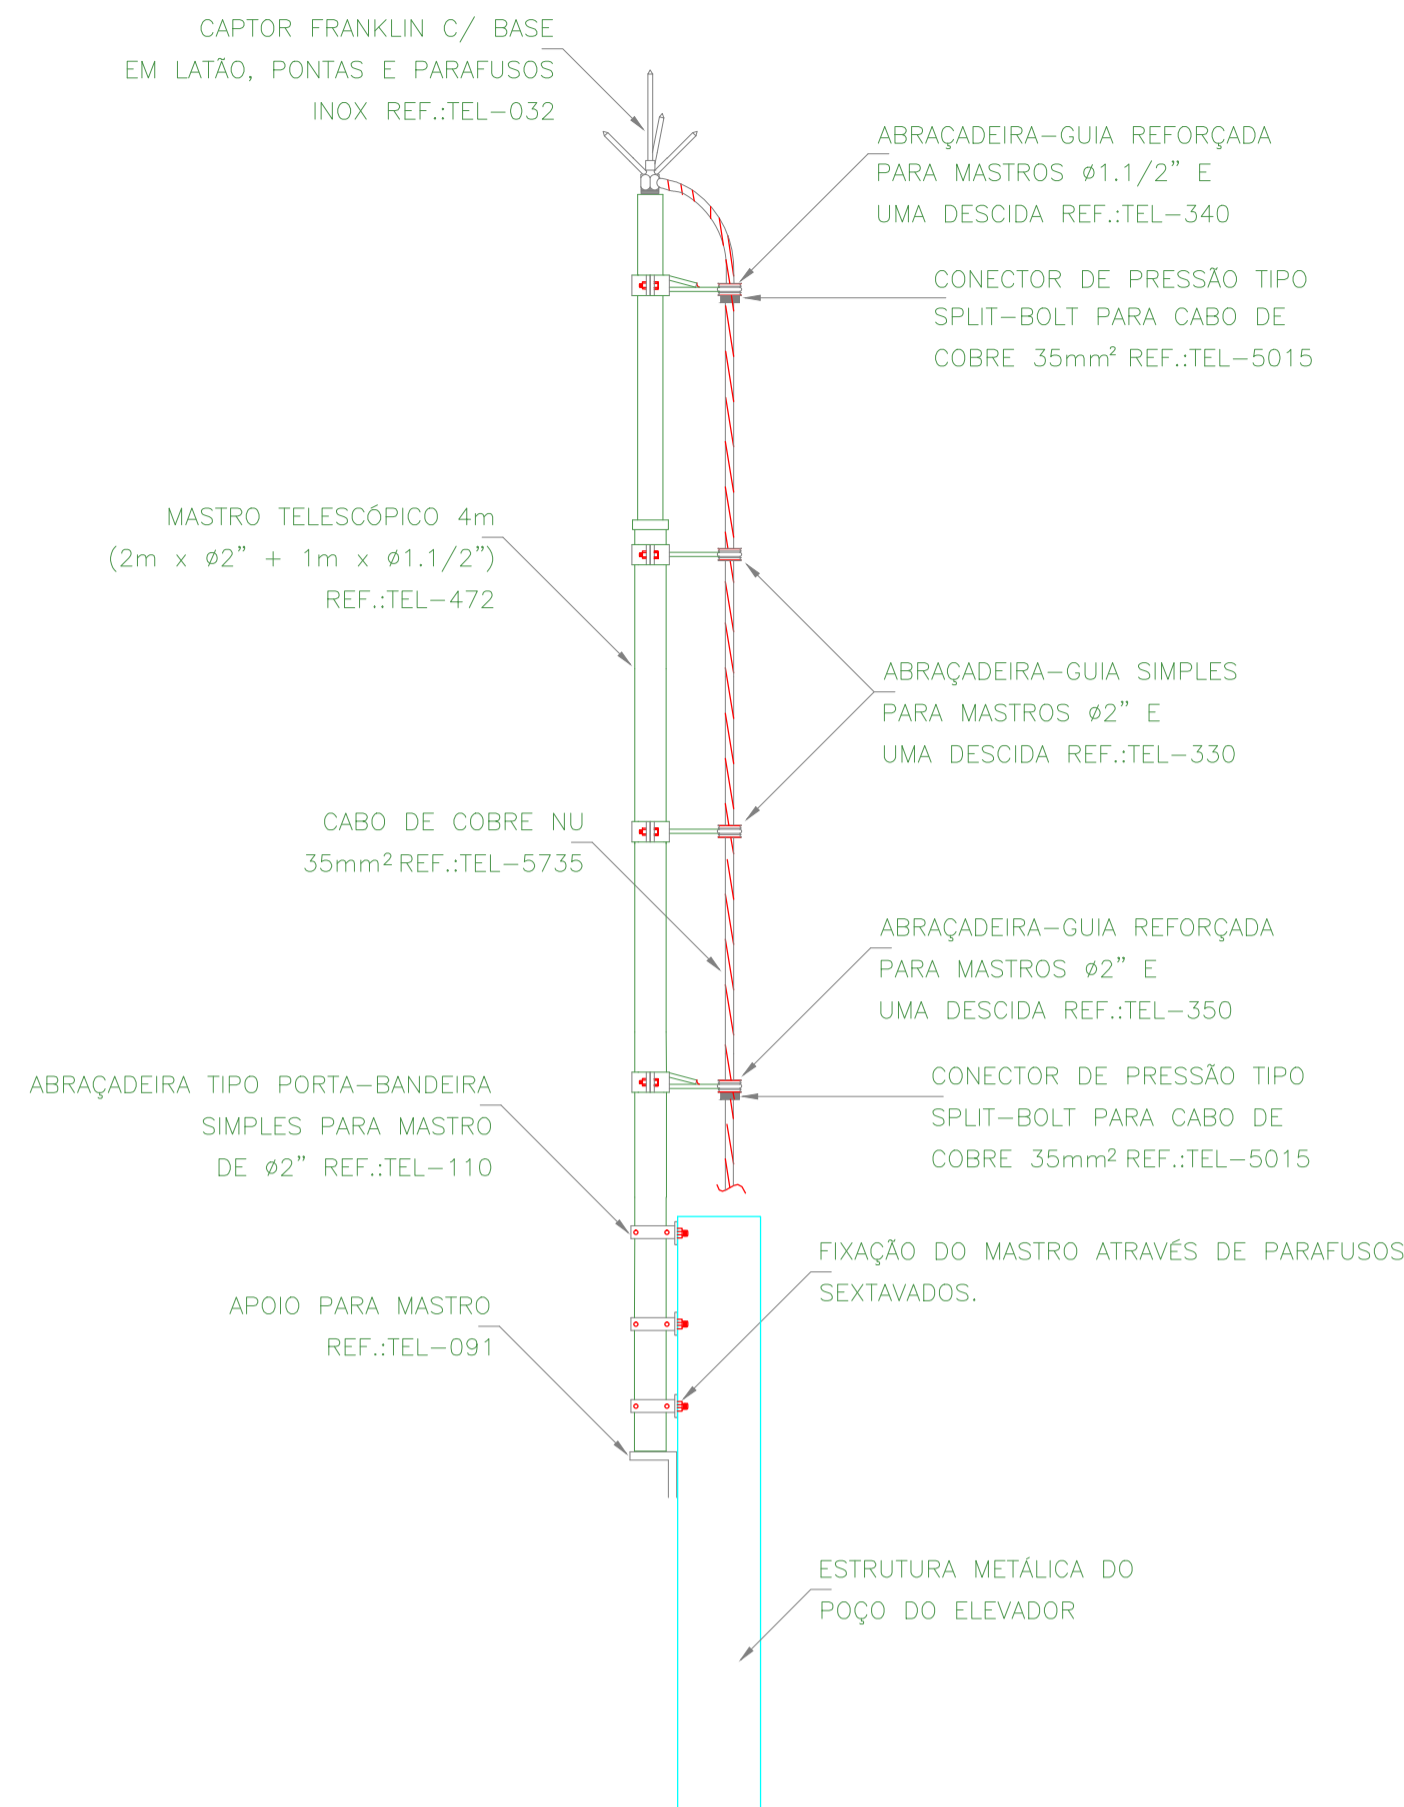 CAPTOR FRANKLIN C/ BASE
EM LATÃO, PONTAS E PARAFUSOS
INOX REF.:TEL-032
ABRAÇADEIRA-GUIA REFORÇADA
PARA MASTROS ø1.1/2" E
UMA DESCIDA REF.:TEL-340
CONECTOR DE PRESSÃO TIPO
SPLIT-BOLT PARA CABO DE
COBRE 35mm² REF.:TEL-5015
MASTRO TELESCÓPICO 4m
(2m x ø2" + 1m x ø1.1/2")
REF.:TEL-472
ABRAÇADEIRA-GUIA SIMPLES
PARA MASTROS ø2" E
UMA DESCIDA REF.:TEL-330
CABO DE COBRE NU
35mm² REF.:TEL-5735
ABRAÇADEIRA-GUIA REFORÇADA
PARA MASTROS ø2" E
UMA DESCIDA REF.:TEL-350
ABRAÇADEIRA TIPO PORTA-BANDEIRA
SIMPLES PARA MASTRO
DE ø2" REF.:TEL-110
CONECTOR DE PRESSÃO TIPO
SPLIT-BOLT PARA CABO DE
COBRE 35mm² REF.:TEL-5015
FIXAÇÃO DO MASTRO ATRAVÉS DE PARAFUSOS
SEXTAVADOS.
APOIO PARA MASTRO
REF.:TEL-091
ESTRUTURA METÁLICA DO
POÇO DO ELEVADOR